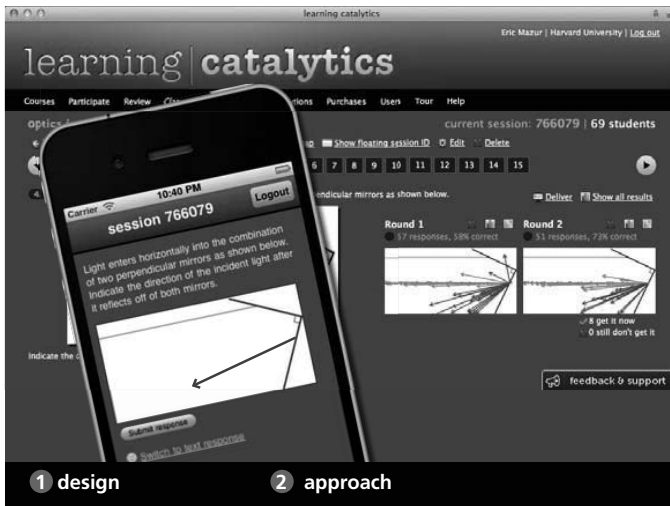 learning catalytics
Eric Mazur | Harvard University | Log out
learning | catalytics
Courses Participate Review Purchases Users Tour Help
current session: 766079 | 69 students
Show floating session ID Edit Delete
6 7 8 9 10 11 12 13 14 15
perpendicular mirrors as shown below.
Deliver Show all results
Round 1
57 responses, 58% correct
Round 2
51 responses, 73% correct
8 get it now
0 still don't get it
Indicate the
feedback & support
Carrier 10:40 PM
session 766079
Logout
Light enters horizontally into the combination
of two perpendicular mirrors as shown below.
Indicate the direction of the incident light after
it reflects off of both mirrors.
Submit response
Switch to text response
1 design
2 approach